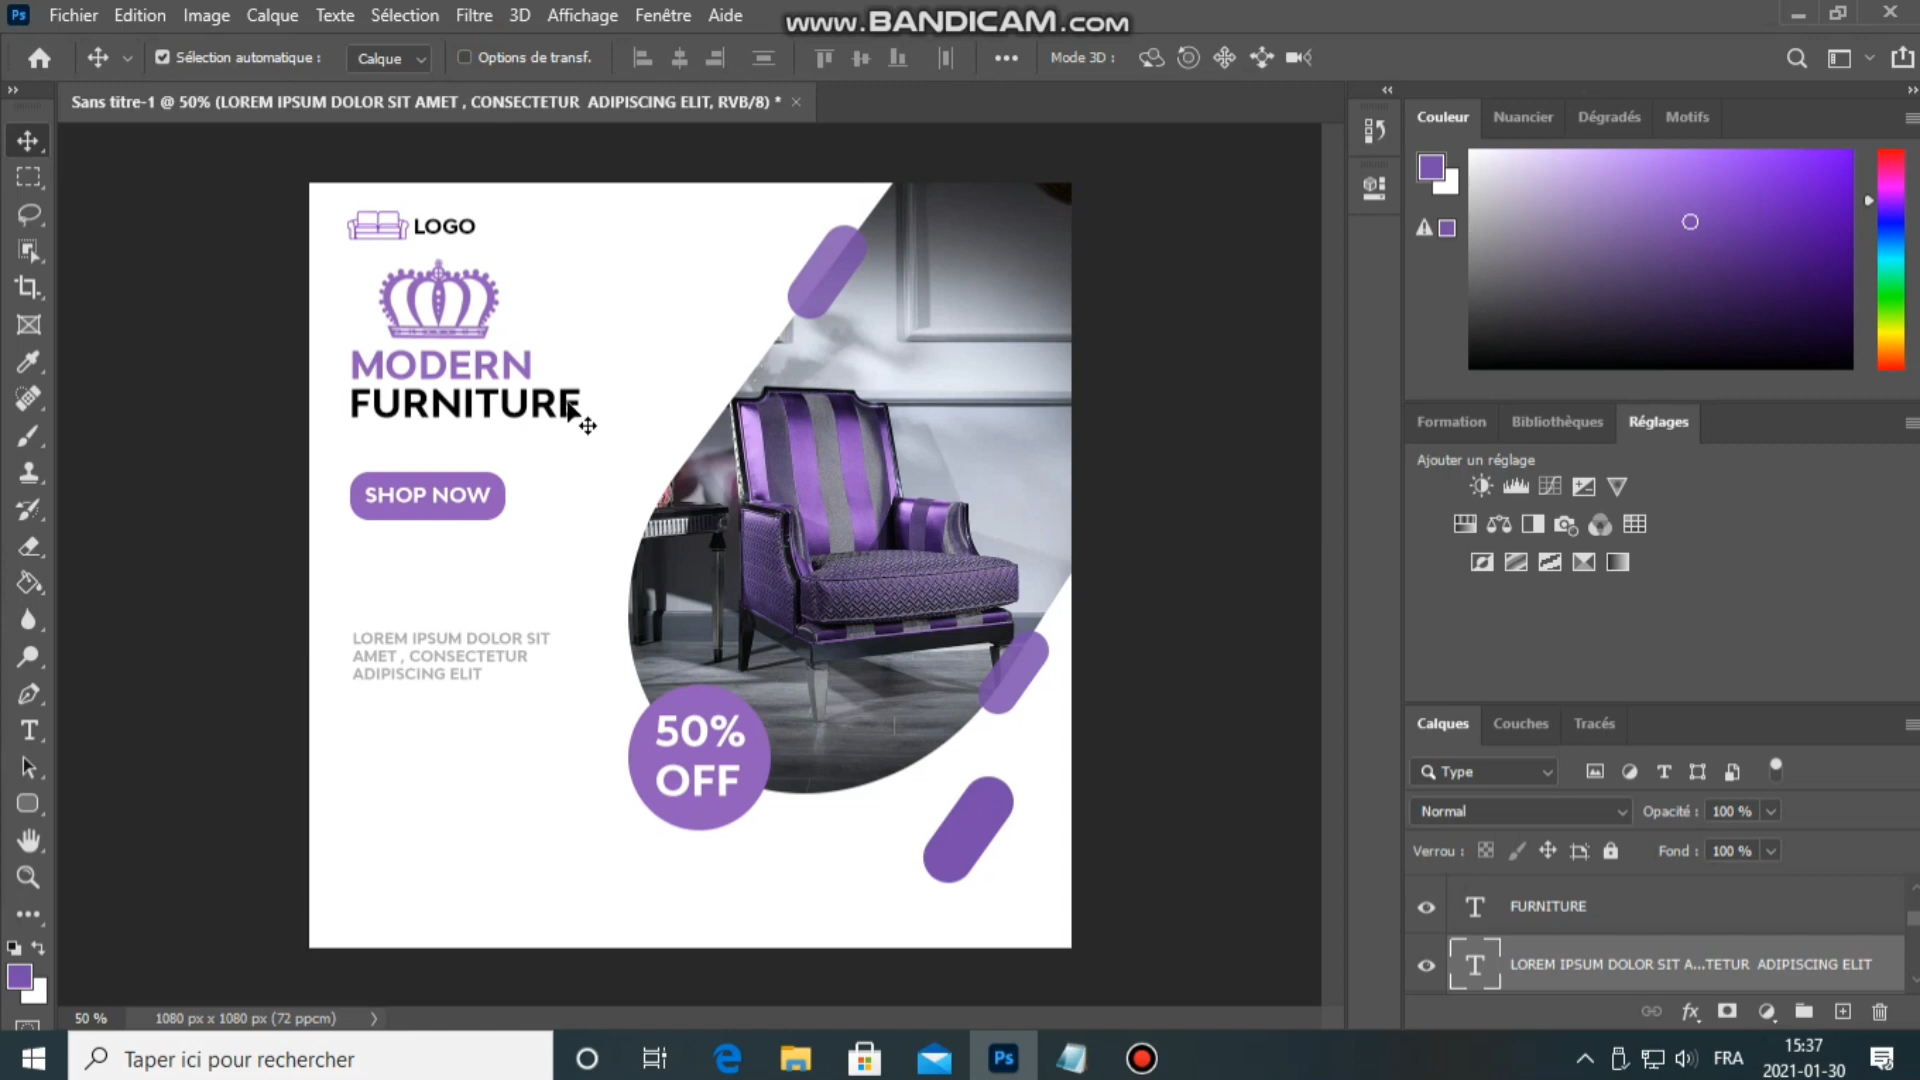 Ps Fichier Edition Image Calque Texte Sélection Filtre 3D Affichage Fenêtre Aide
www.BANDICAM.com
Sélection automatique : Calque Options de transf. Mode 3D :
Sans titre-1 @ 50% (LOREM IPSUM DOLOR SIT AMET , CONSECTETUR ADIPISCING ELIT, RVB/8) *
LOGO
MODERN
FURNITURE
SHOP NOW
LOREM IPSUM DOLOR SIT
AMET , CONSECTETUR
ADIPISCING ELIT
50%
OFF
Couleur Nuancier Dégradés Motifs
Formation Bibliothèques Réglages
Ajouter un réglage
Calques Couches Tracés
Type
Normal Opacité : 100 %
Verrou : Fond : 100 %
FURNITURE
LOREM IPSUM DOLOR SIT A...TETUR ADIPISCING ELIT
fx
50 % 1080 px x 1080 px (72 ppcm)
Taper ici pour rechercher
Ps
FRA
15:37
2021-01-30